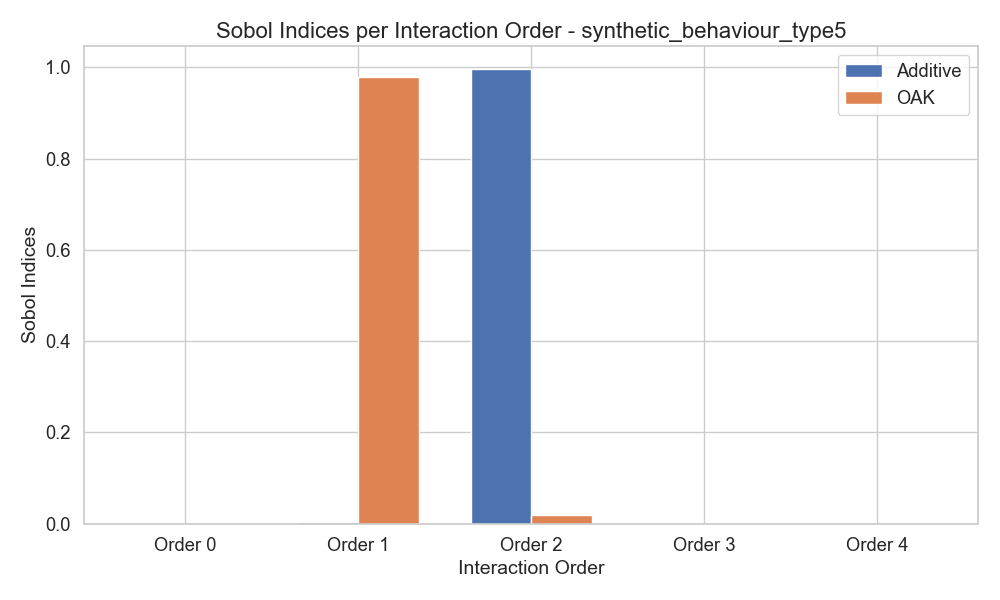 Sobol Indices per Interaction Order - synthetic_behaviour_type5
Additive
OAK
Sobol Indices
1.0
0.8
0.6
0.4
0.2
0.0
Order 0
Order 1
Order 2
Order 3
Order 4
Interaction Order